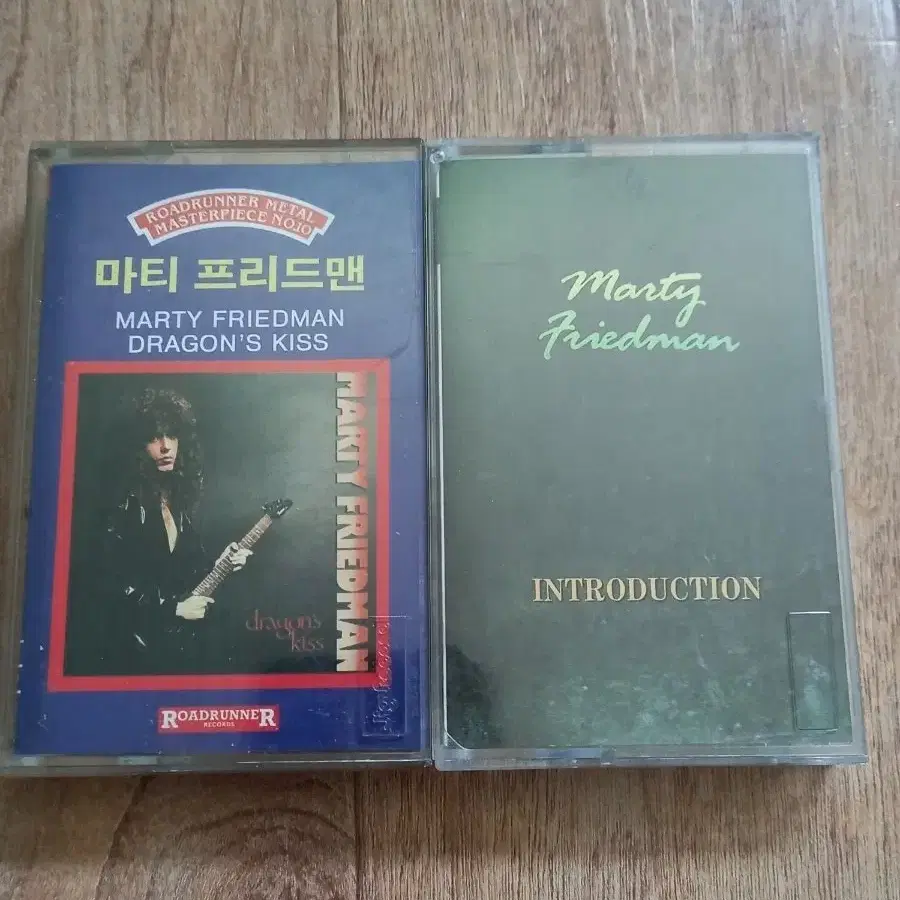 ROADRUNNER METAL
MASTERPIECE NO.10
마티 프리드맨
MARTY FRIEDMAN
DRAGON'S KISS
MARTY FRIEDMAN
dragon's
kiss
ROADRUNNER
RECORDS
Marty
Friedman
INTRODUCTION